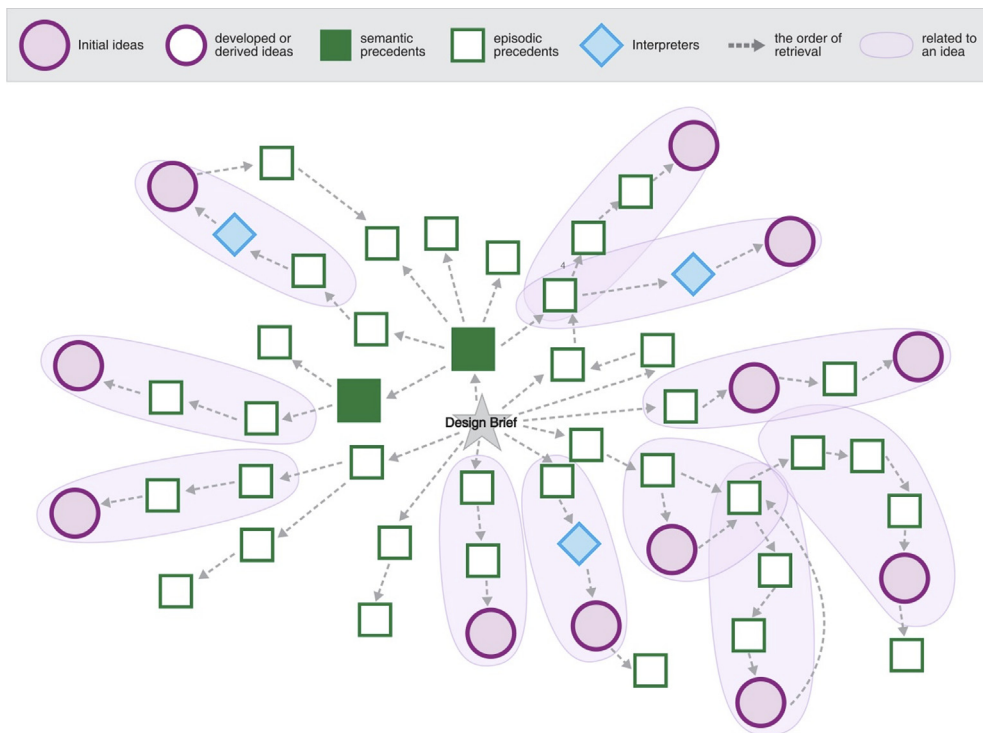 Initial ideas
developed or
derived ideas
semantic
precedents
episodic
precedents
Interpreters
the order of
retrieval
related to
an idea
4
Design Brief